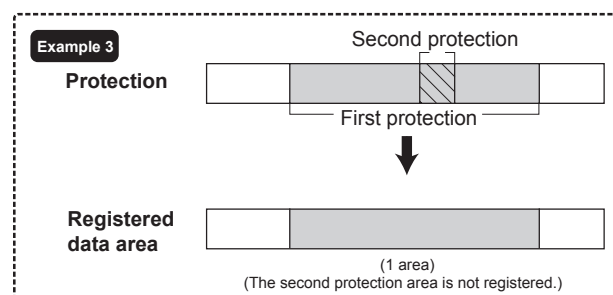 Example 3
Second protection
Protection
First protection
Registered
data area
(1 area)
(The second protection area is not registered.)